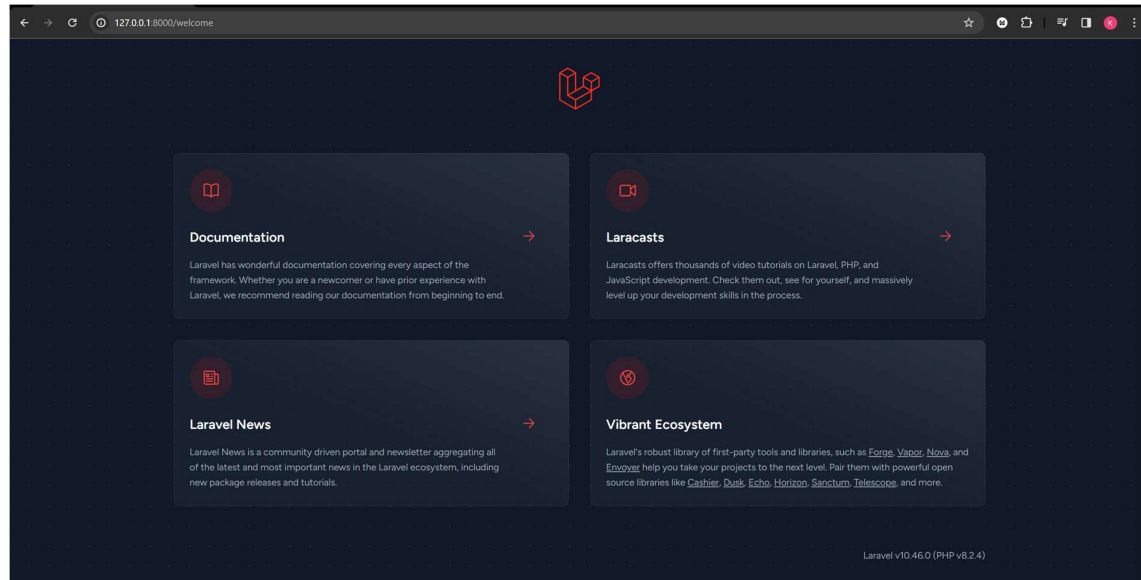 127.0.0.1:8000/welcome
K
Documentation
Laravel has wonderful documentation covering every aspect of the
framework. Whether you are a newcomer or have prior experience with
Laravel, we recommend reading our documentation from beginning to end.
Laracasts
Laracasts offers thousands of video tutorials on Laravel, PHP, and
JavaScript development. Check them out, see for yourself, and massively
level up your development skills in the process.
Laravel News
Laravel News is a community driven portal and newsletter aggregating all
of the latest and most important news in the Laravel ecosystem, including
new package releases and tutorials.
Vibrant Ecosystem
Laravel's robust library of first-party tools and libraries, such as Forge, Vapor, Nova, and
Envoyer help you take your projects to the next level. Pair them with powerful open
source libraries like Cashier, Dusk, Echo, Horizon, Sanctum, Telescope, and more.
Laravel v10.46.0 (PHP v8.2.4)